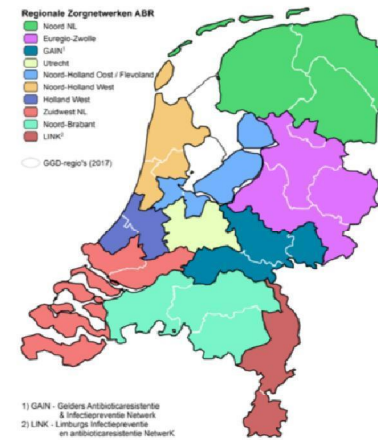 Regionale Zorgnetwerken ABR
Noord NL
Euregio-Zwolle
GAIN¹
Utrecht
Noord-Holland Oost / Flevoland
Noord-Holland West
Holland West
Zuidwest NL
Noord-Brabant
LINK²
GGD-regio's (2017)
1) GAIN - Gelders Antibioticaresistentie
& Infectiepreventie Netwerk
2) LINK - Limburgs Infectiepreventie
en antibioticaresistentie NetwerK